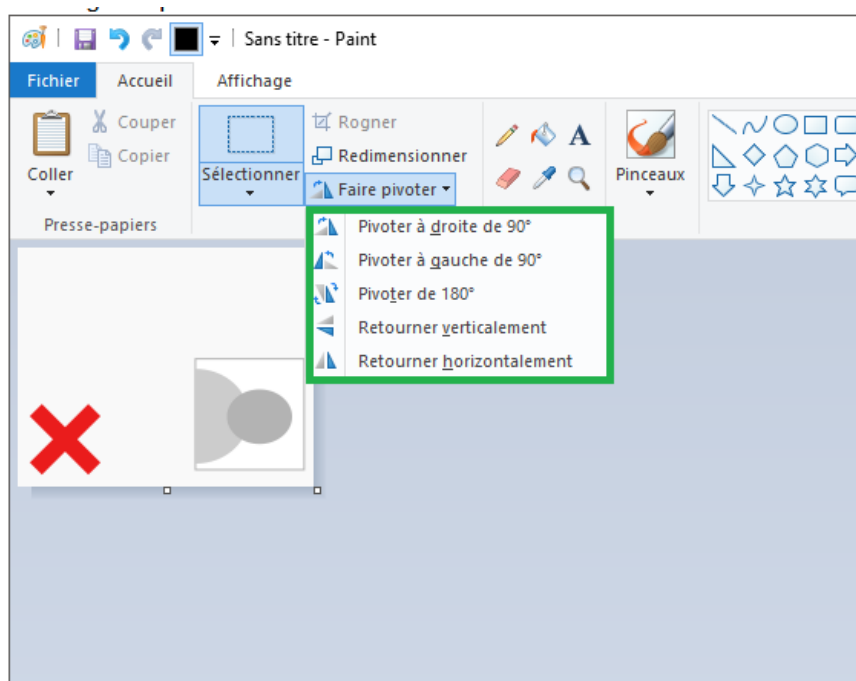 Sans titre - Paint
Fichier Accueil Affichage
Coller
Couper
Copier
Presse-papiers
Sélectionner
Rogner
Redimensionner
Faire pivoter
A
Pinceaux
Pivoter à droite de 90°
Pivoter à gauche de 90°
Pivoter de 180°
Retourner verticalement
Retourner horizontalement